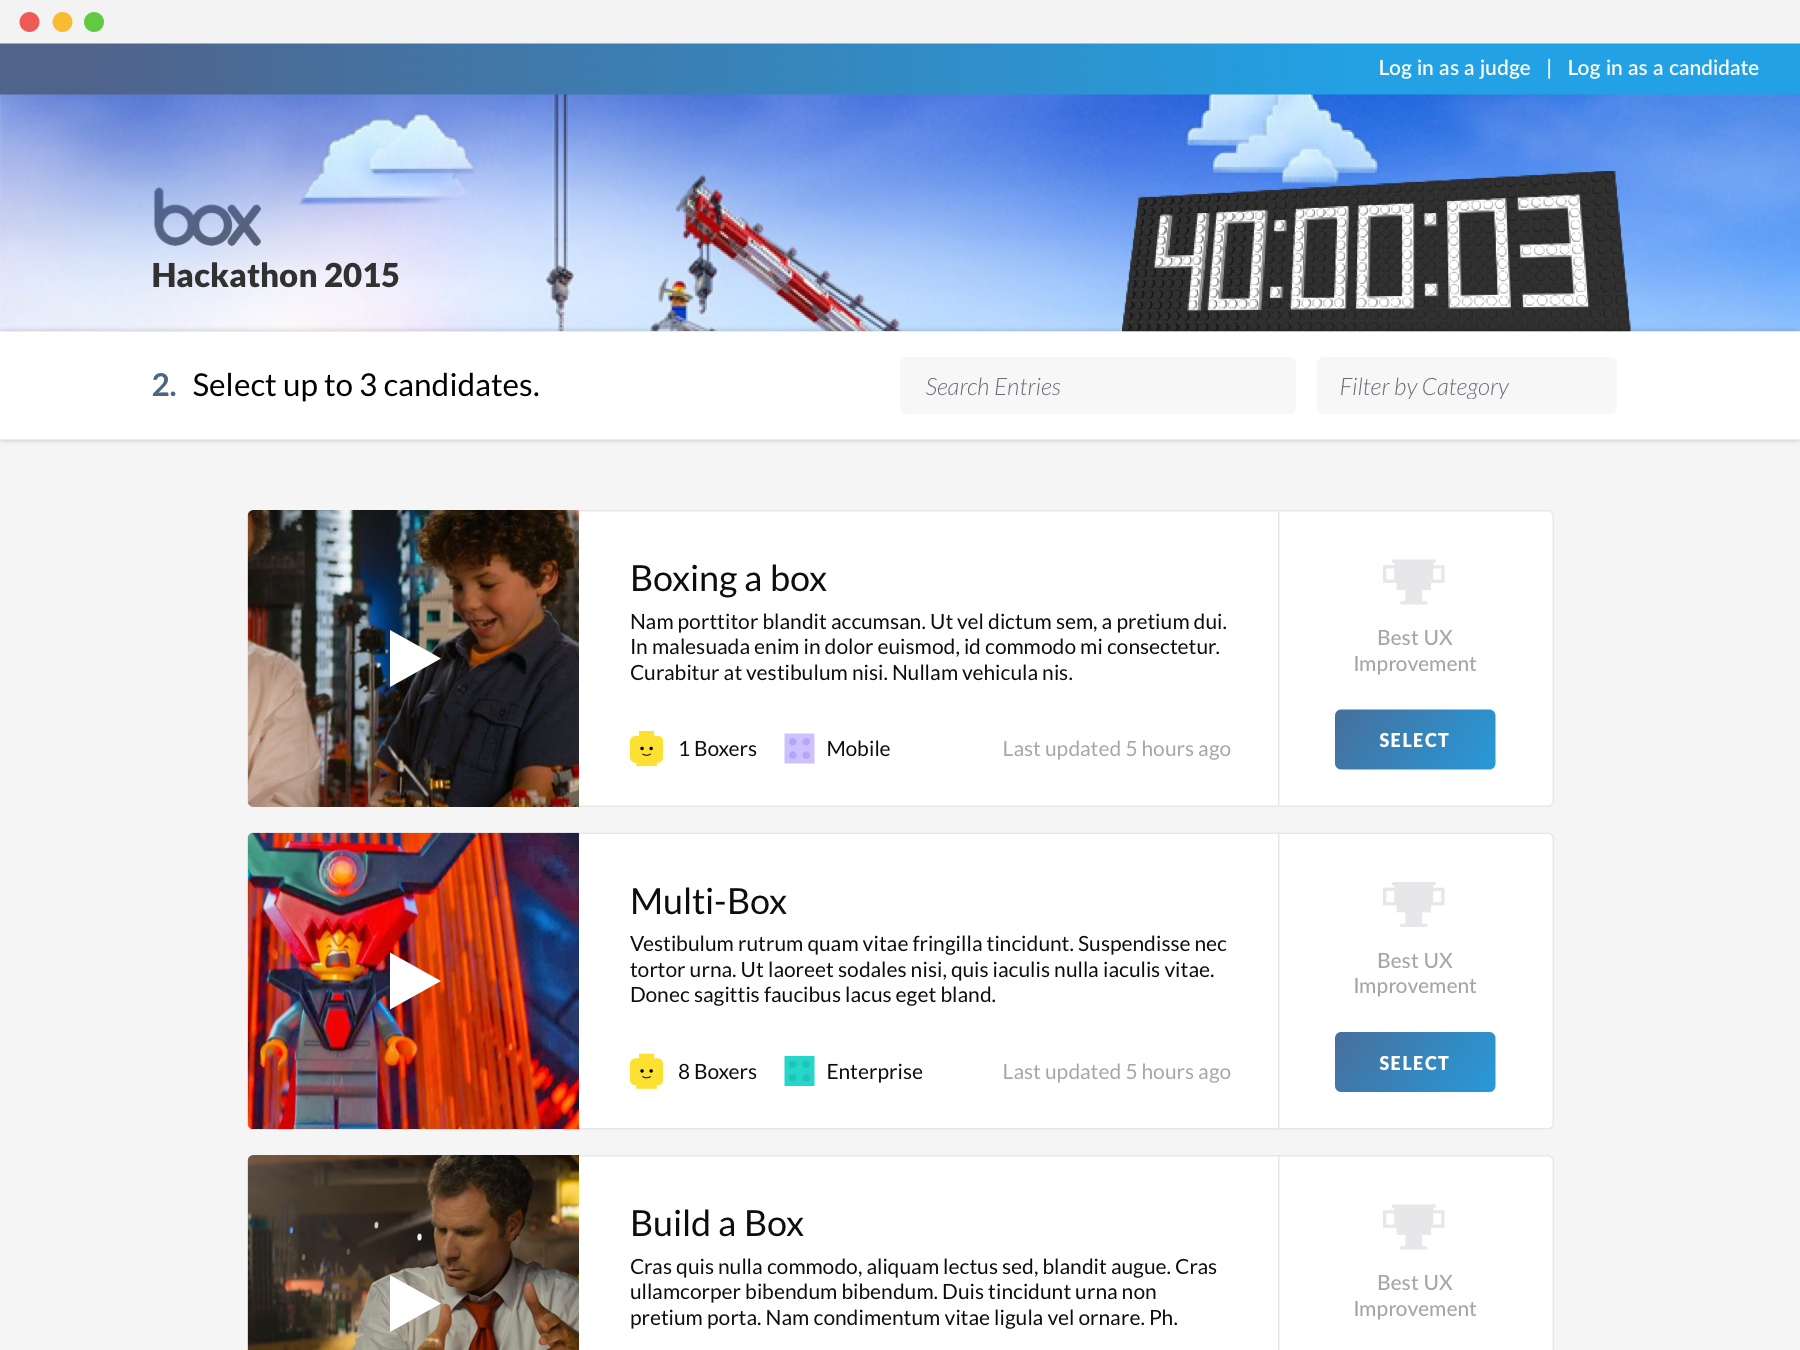 Log in as a judge | Log in as a candidate
box
Hackathon 2015
40:00:03
2. Select up to 3 candidates.
Search Entries
Filter by Category
Boxing a box
Nam porttitor blandit accumsan. Ut vel dictum sem, a pretium dui.
In malesuada enim in dolor euismod, id commodo mi consectetur.
Curabitur at vestibulum nisi. Nullam vehicula nis.
1 Boxers
Mobile
Last updated 5 hours ago
Best UX
Improvement
SELECT
Multi-Box
Vestibulum rutrum quam vitae fringilla tincidunt. Suspendisse nec
tortor urna. Ut laoreet sodales nisi, quis iaculis nulla iaculis vitae.
Donec sagittis faucibus lacus eget bland.
8 Boxers
Enterprise
Last updated 5 hours ago
Best UX
Improvement
SELECT
Build a Box
Cras quis nulla commodo, aliquam lectus sed, blandit augue. Cras
ullamcorper bibendum bibendum. Duis tincidunt urna non
pretium porta. Nam condimentum vitae ligula vel ornare. Ph.
Best UX
Improvement